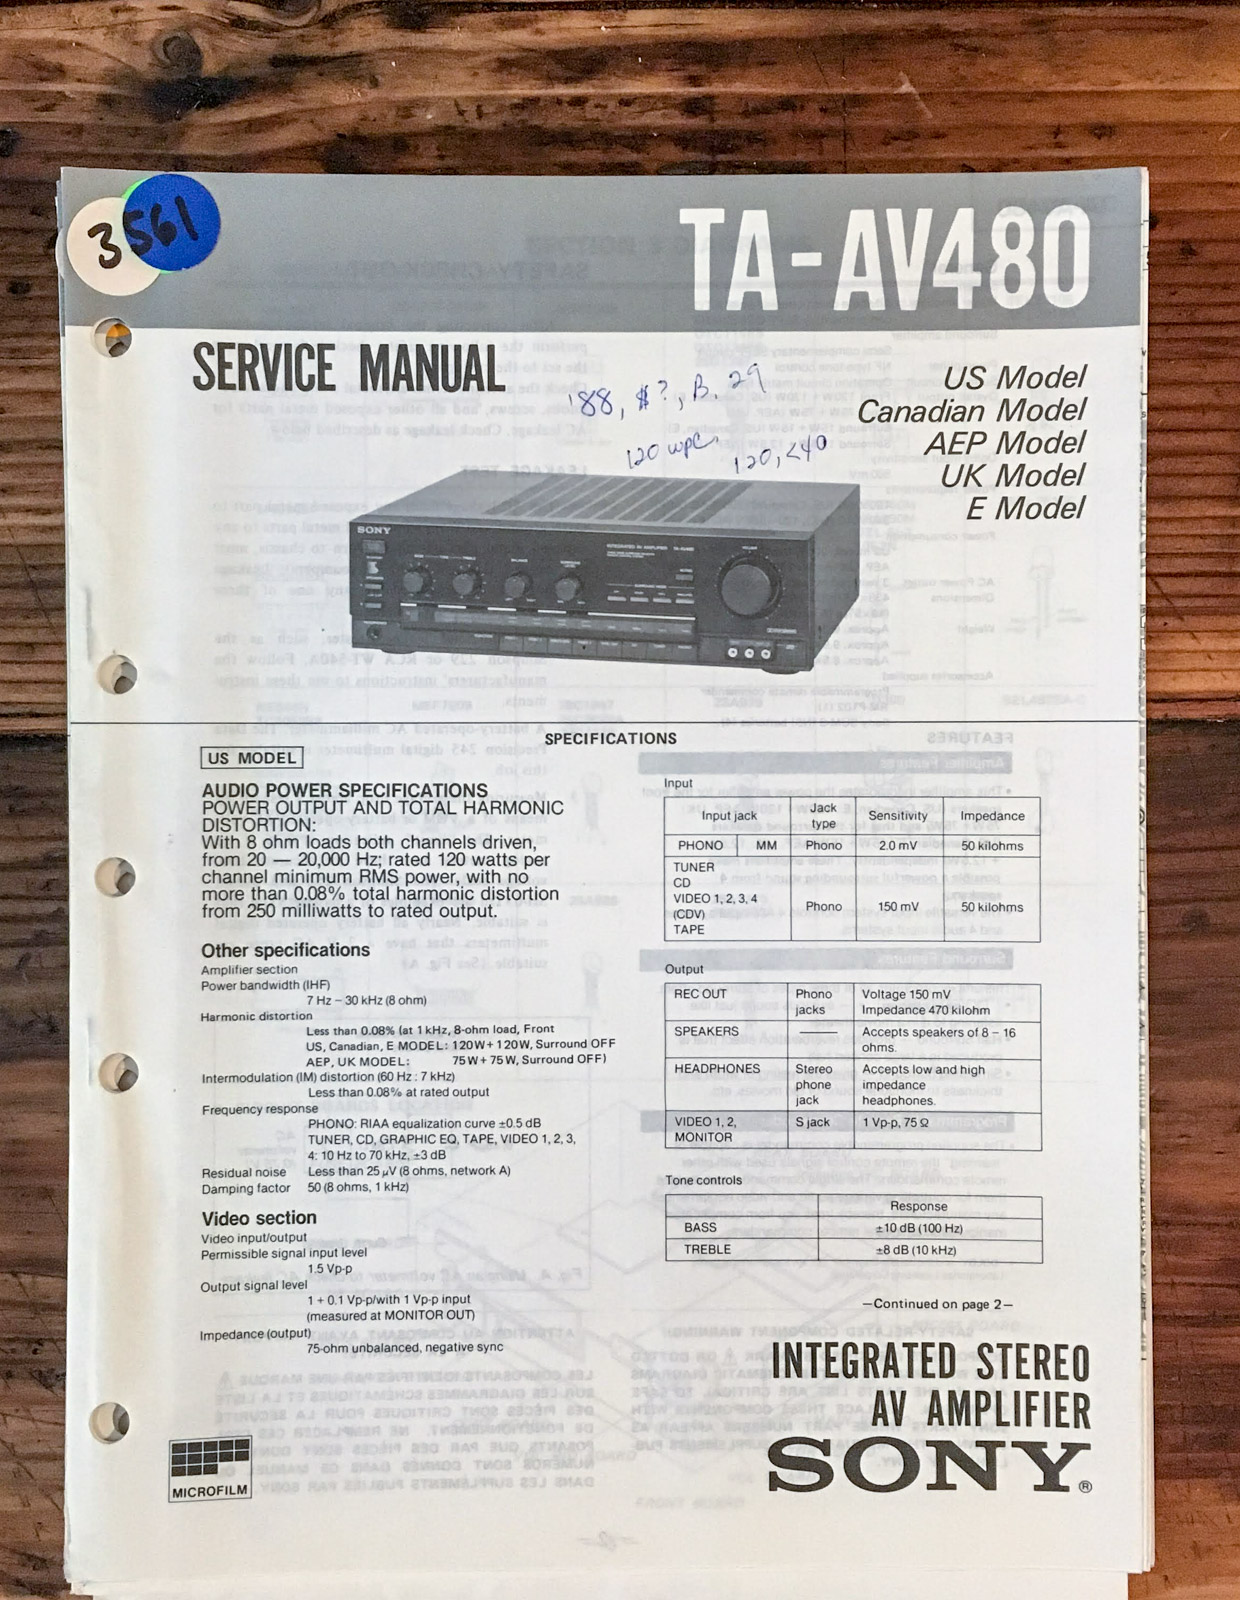 3561
TA-AV480
SERVICE MANUAL
'88, $?, B, 29
120 wpc,
120, <40
US Model
Canadian Model
AEP Model
UK Model
E Model
SONY
SPECIFICATIONS
US MODEL
AUDIO POWER SPECIFICATIONS
POWER OUTPUT AND TOTAL HARMONIC
DISTORTION:
With 8 ohm loads both channels driven,
from 20 — 20,000 Hz; rated 120 watts per
channel minimum RMS power, with no
more than 0.08% total harmonic distortion
from 250 milliwatts to rated output.
Other specifications
Amplifier section
Power bandwidth (IHF)
7 Hz – 30 kHz (8 ohm)
Harmonic distortion
Less than 0.08% (at 1 kHz, 8-ohm load, Front
US, Canadian, E MODEL: 120W+120W, Surround OFF
AEP, UK MODEL: 75W+75W, Surround OFF)
Intermodulation (IM) distortion (60 Hz : 7 kHz)
Less than 0.08% at rated output
Frequency response
PHONO: RIAA equalization curve ±0.5 dB
TUNER, CD, GRAPHIC EQ, TAPE, VIDEO 1, 2, 3,
4: 10 Hz to 70 kHz, ±3 dB
Residual noise Less than 25 μV (8 ohms, network A)
Damping factor 50 (8 ohms, 1 kHz)
Video section
Video input/output
Permissible signal input level
1.5 Vp-p
Output signal level
1 + 0.1 Vp-p/with 1 Vp-p input
(measured at MONITOR OUT)
Impedance (output)
75-ohm unbalanced, negative sync
Input
Input jack Jack type Sensitivity Impedance
PHONO MM Phono 2.0 mV 50 kilohms
TUNER
CD
VIDEO 1, 2, 3, 4
(CDV)
TAPE
Phono 150 mV 50 kilohms
Output
REC OUT Phono jacks Voltage 150 mV
Impedance 470 kilohm
SPEAKERS —— Accepts speakers of 8 – 16
ohms.
HEADPHONES Stereo phone jack Accepts low and high
impedance
headphones.
VIDEO 1, 2, S jack 1 Vp-p, 75 Ω
MONITOR
Tone controls
Response
BASS ±10 dB (100 Hz)
TREBLE ±8 dB (10 kHz)
—Continued on page 2—
INTEGRATED STEREO
AV AMPLIFIER
SONY®
MICROFILM